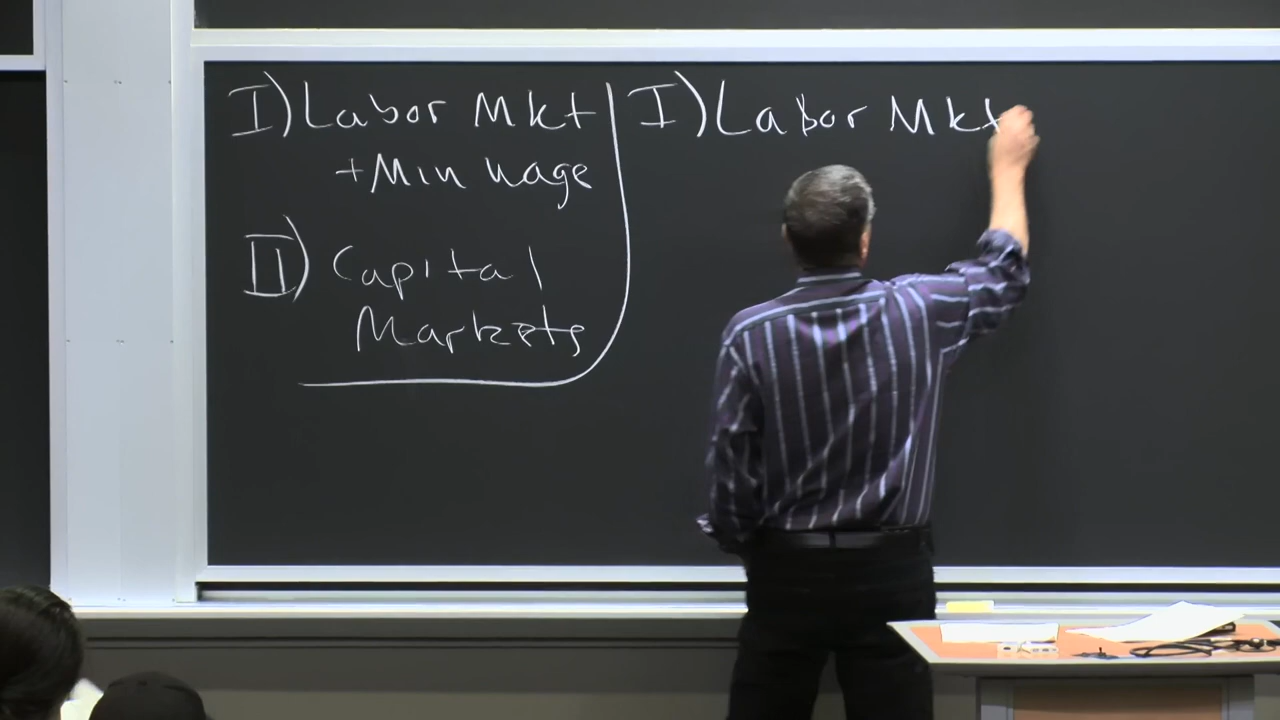 I) Labor Mkt
+ Min Wage
II) Capital
Markets
I) Labor Mkt